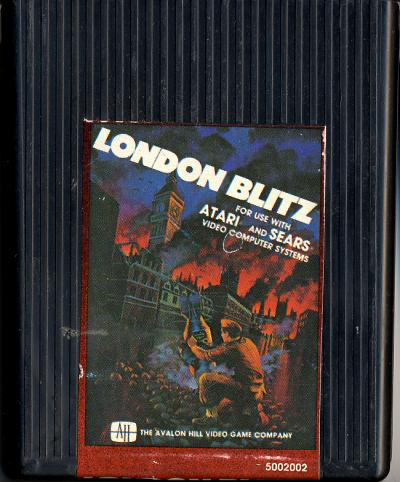 LONDON BLITZ
FOR USE WITH
ATARI AND SEARS
VIDEO COMPUTER SYSTEMS
AH THE AVALON HILL VIDEO GAME COMPANY
5002002